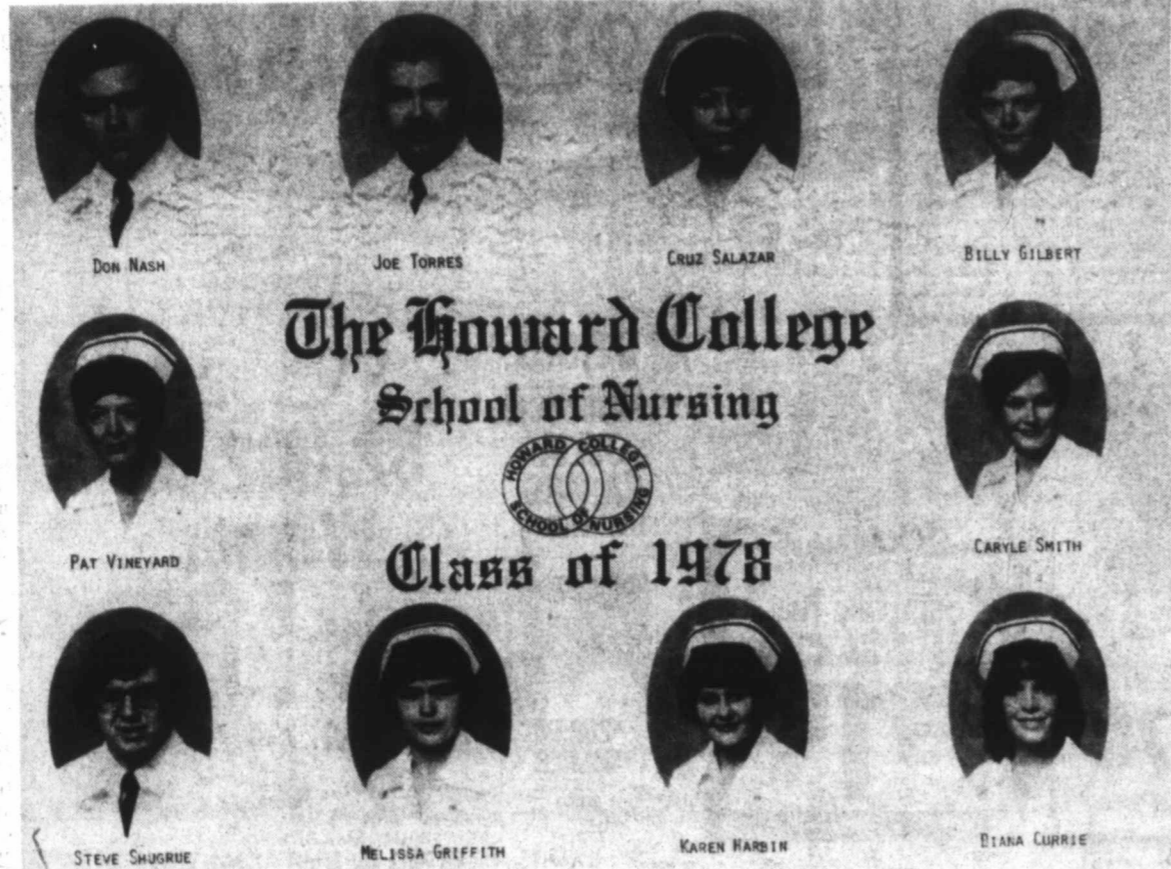 DON NASH
JOE TORRES
CRUZ SALAZAR
BILLY GILBERT
The Howard College
School of Nursing
HOWARD COLLEGE
SCHOOL OF NURSING
PAT VINEYARD
CARYLE SMITH
Class of 1978
STEVE SHUGRUE
MELISSA GRIFFITH
KAREN HARBIN
DIANA CURRIE